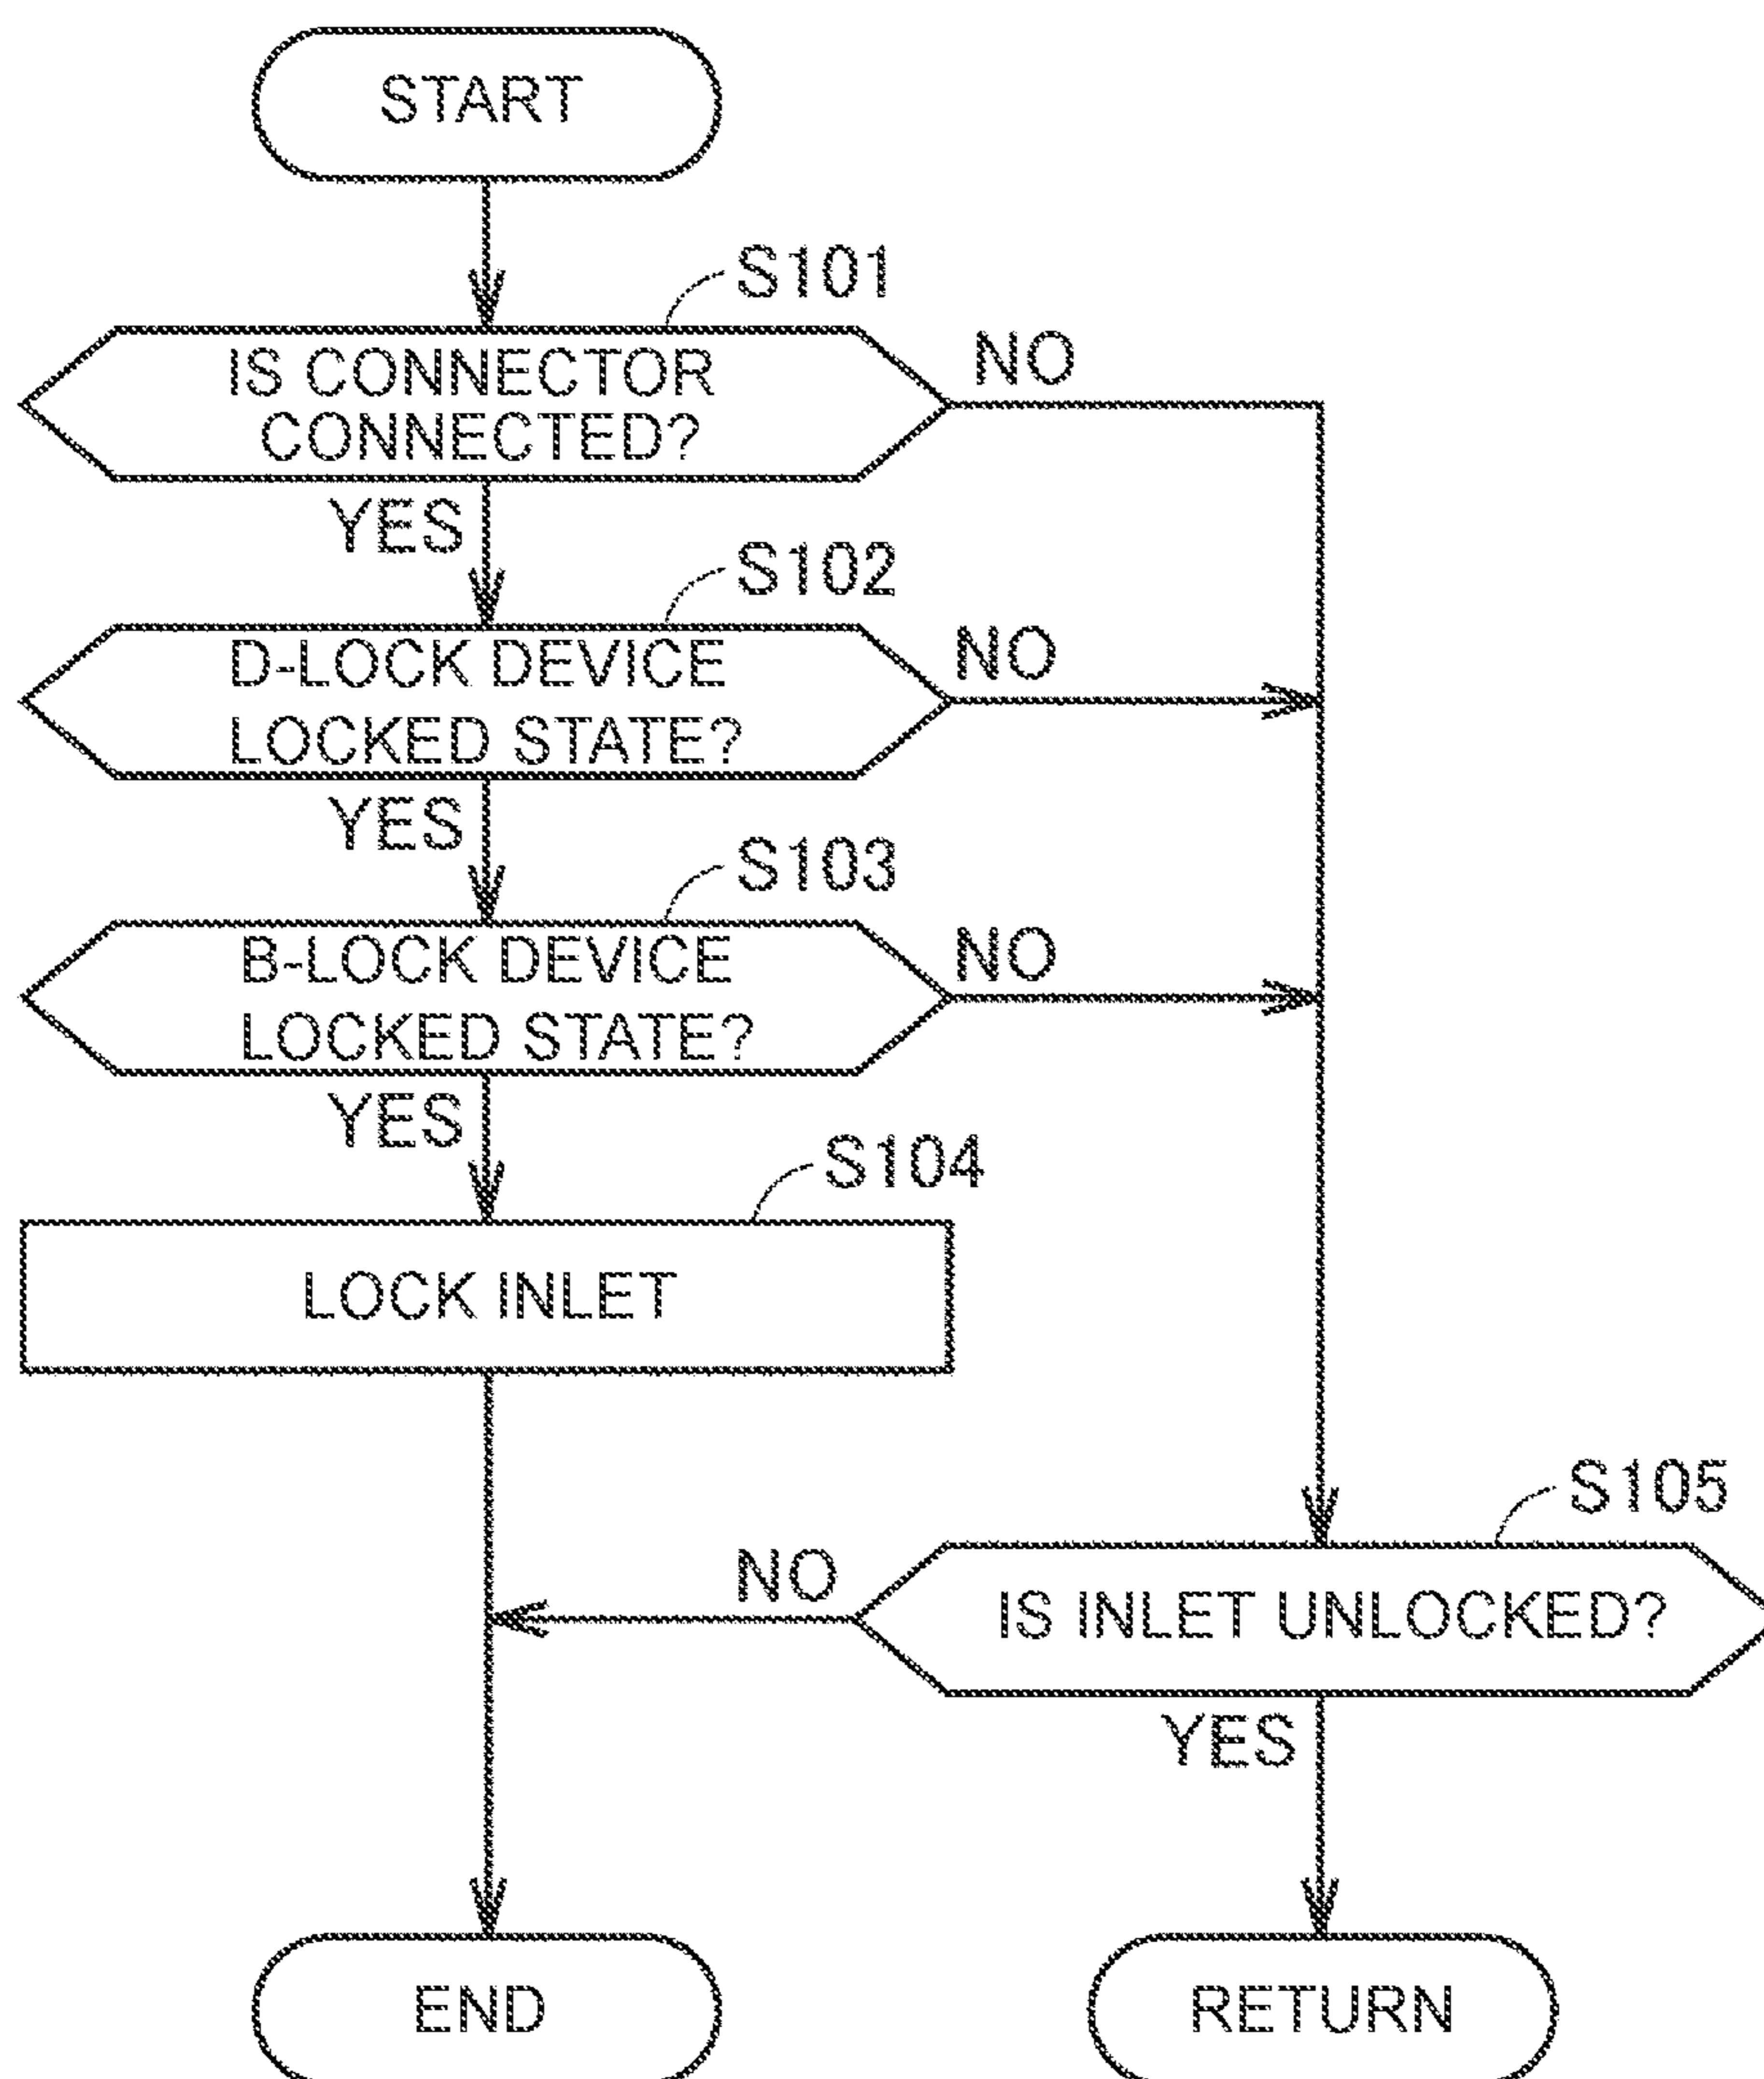 START
S101
IS CONNECTOR
CONNECTED?
NO
YES
S102
D-LOCK DEVICE
LOCKED STATE?
NO
YES
S103
B-LOCK DEVICE
LOCKED STATE?
NO
YES
S104
LOCK INLET
S105
IS INLET UNLOCKED?
NO
YES
END
RETURN